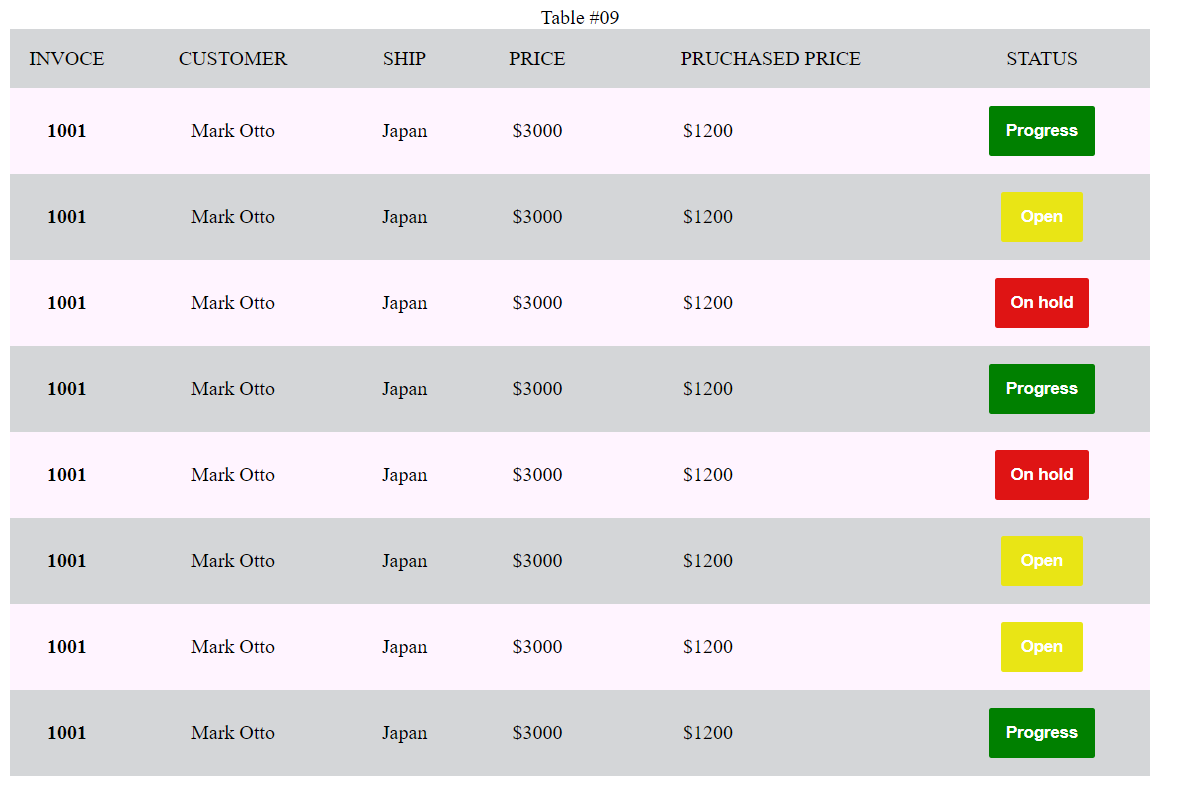 Table #09
INVOCE CUSTOMER SHIP PRICE PRUCHASED PRICE STATUS
1001 Mark Otto Japan $3000 $1200 Progress
1001 Mark Otto Japan $3000 $1200 Open
1001 Mark Otto Japan $3000 $1200 On hold
1001 Mark Otto Japan $3000 $1200 Progress
1001 Mark Otto Japan $3000 $1200 On hold
1001 Mark Otto Japan $3000 $1200 Open
1001 Mark Otto Japan $3000 $1200 Open
1001 Mark Otto Japan $3000 $1200 Progress